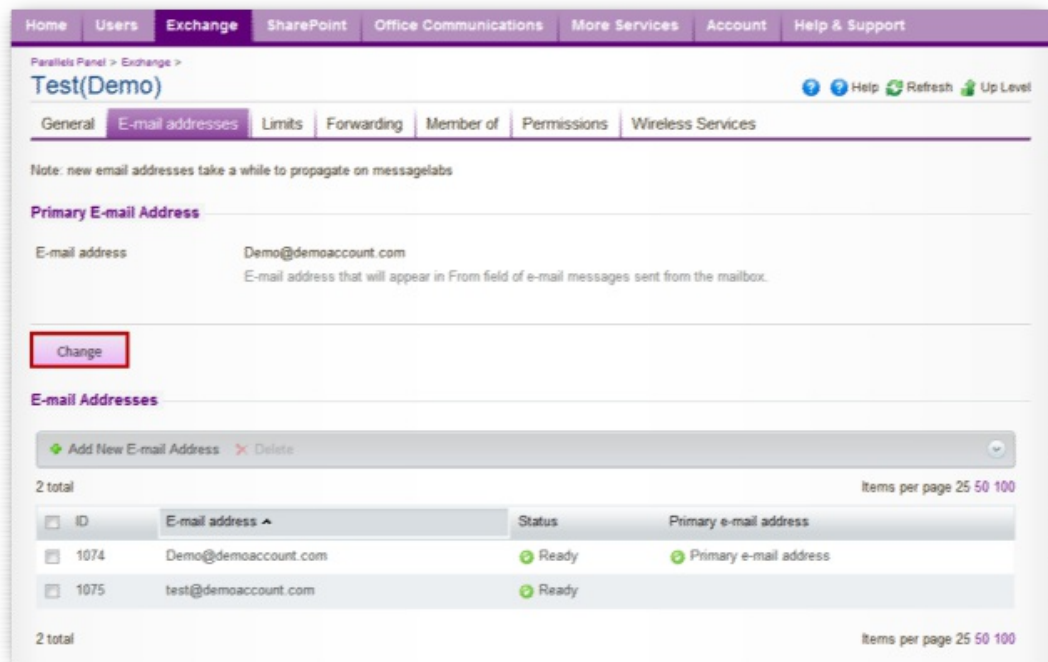 Home Users Exchange SharePoint Office Communications More Services Account Help & Support
Parallels Panel > Exchange >
Test(Demo)
Help Refresh Up Level
General E-mail addresses Limits Forwarding Member of Permissions Wireless Services
Note: new email addresses take a while to propagate on messagelabs
Primary E-mail Address
E-mail address Demo@demoaccount.com
E-mail address that will appear in From field of e-mail messages sent from the mailbox.
Change
E-mail Addresses
Add New E-mail Address Delete
2 total Items per page 25 50 100
ID E-mail address Status Primary e-mail address
1074 Demo@demoaccount.com Ready Primary e-mail address
1075 test@demoaccount.com Ready
2 total Items per page 25 50 100